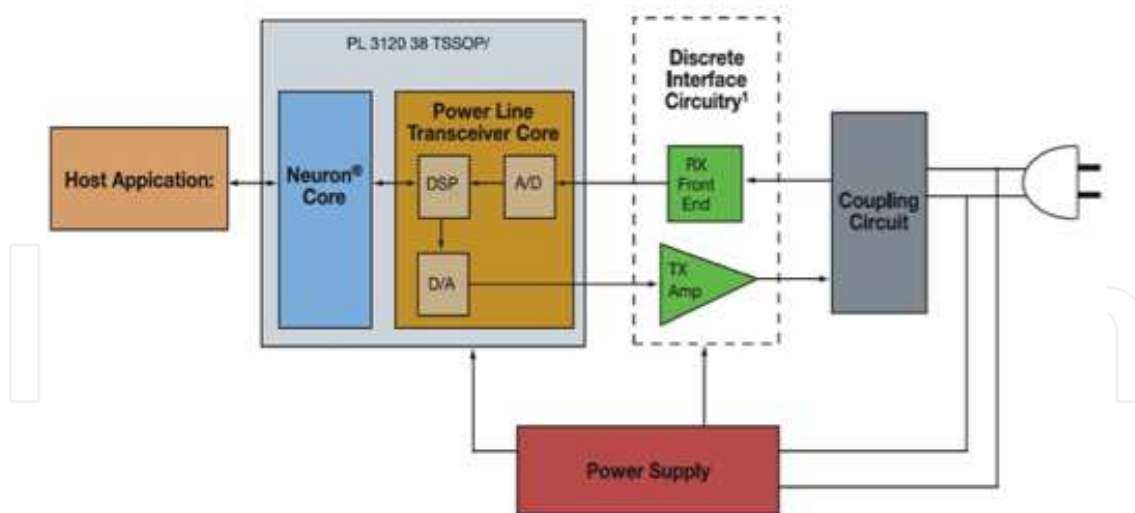 PL 3120 38 TSSOP/
Host Appication:
Neuron®
Core
Power Line
Transceiver Core
DSP
A/D
D/A
Discrete
Interface
Circuitry¹
RX
Front
End
TX
Amp
Coupling
Circuit
Power Supply